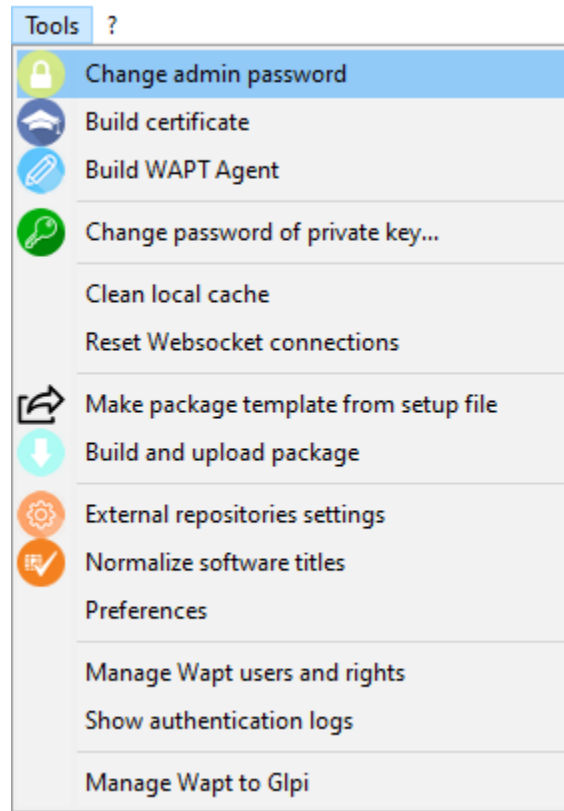 Tools ?
Change admin password
Build certificate
Build WAPT Agent
Change password of private key...
Clean local cache
Reset Websocket connections
Make package template from setup file
Build and upload package
External repositories settings
Normalize software titles
Preferences
Manage Wapt users and rights
Show authentication logs
Manage Wapt to Glpi